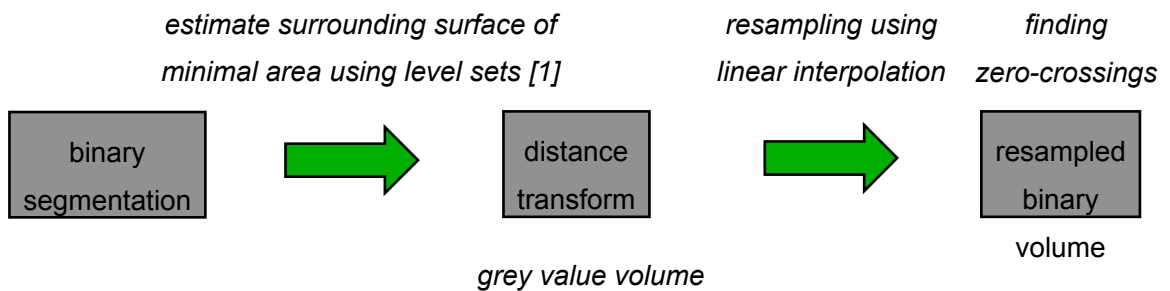 estimate surrounding surface of
minimal area using level sets [1]
resampling using
linear interpolation
finding
zero-crossings
binary
segmentation
distance
transform
resampled
binary
volume
grey value volume